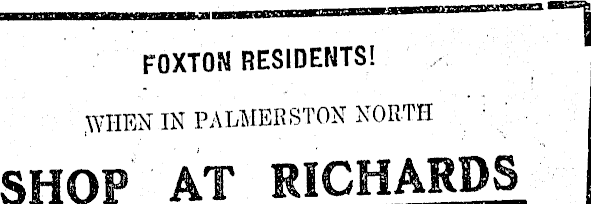 FOXTON RESIDENTS!
WHEN IN PALMERSTON NORTH
SHOP AT RICHARDS